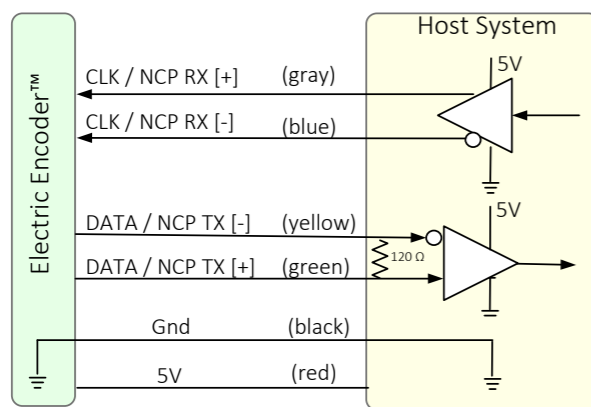 Host System
5V
CLK / NCP RX [+] (gray)
CLK / NCP RX [-] (blue)
Electric Encoder™
5V
DATA / NCP TX [-] (yellow)
120 Ω
DATA / NCP TX [+] (green)
Gnd (black)
5V (red)